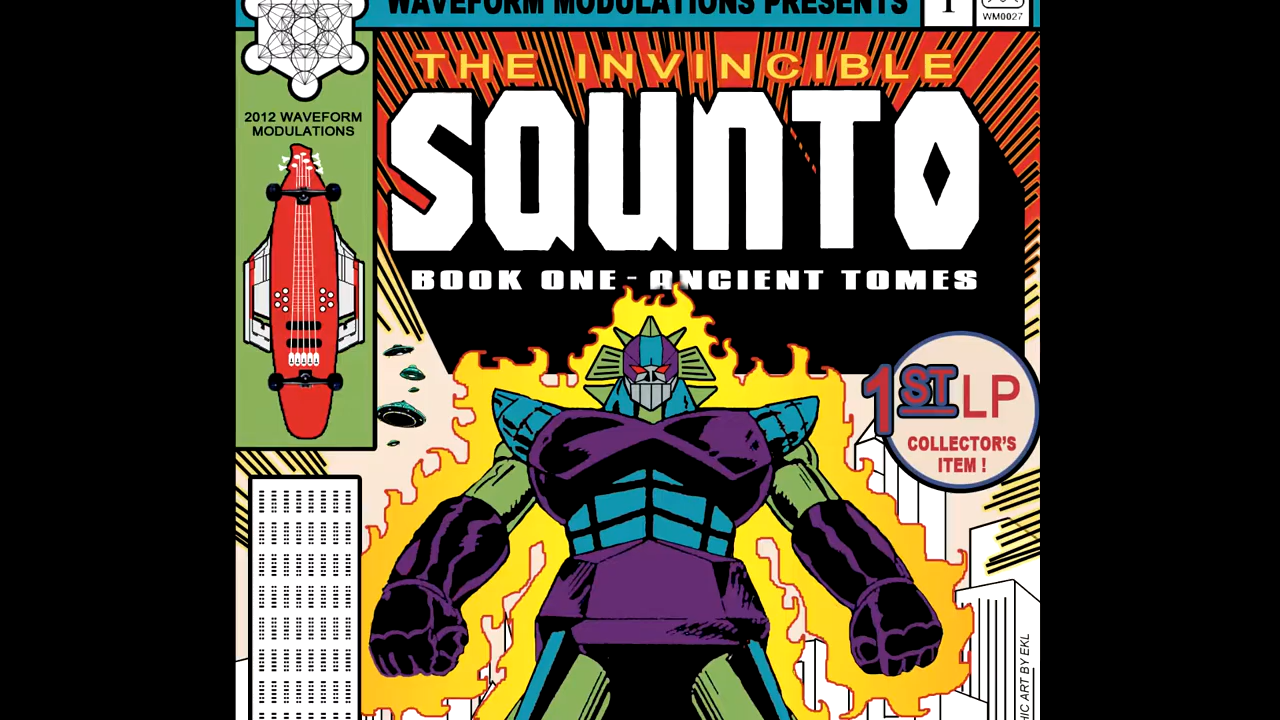 WAVEFORM MODULATIONS PRESENTS
1
WM0027
2012 WAVEFORM
MODULATIONS
THE INVINCIBLE
SQUNTO
BOOK ONE - ANCIENT TOMES
1ST LP
COLLECTOR'S
ITEM !
HIC ART BY EKL